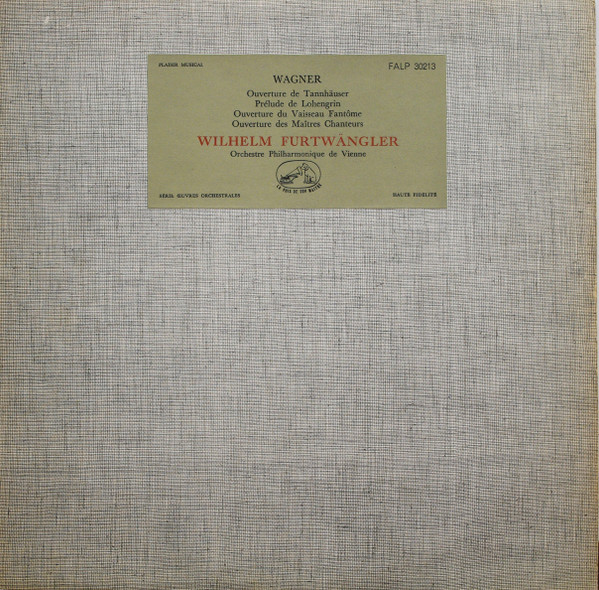 PLAISIR MUSICAL
FALP 30213
WAGNER
Ouverture de Tannhäuser
Prélude de Lohengrin
Ouverture du Vaisseau Fantôme
Ouverture des Maîtres Chanteurs
WILHELM FURTWÄNGLER
Orchestre Philharmonique de Vienne
LA VOIX DE SON MAITRE
SÉRIE ŒUVRES ORCHESTRALES
HAUTE FIDÉLITÉ